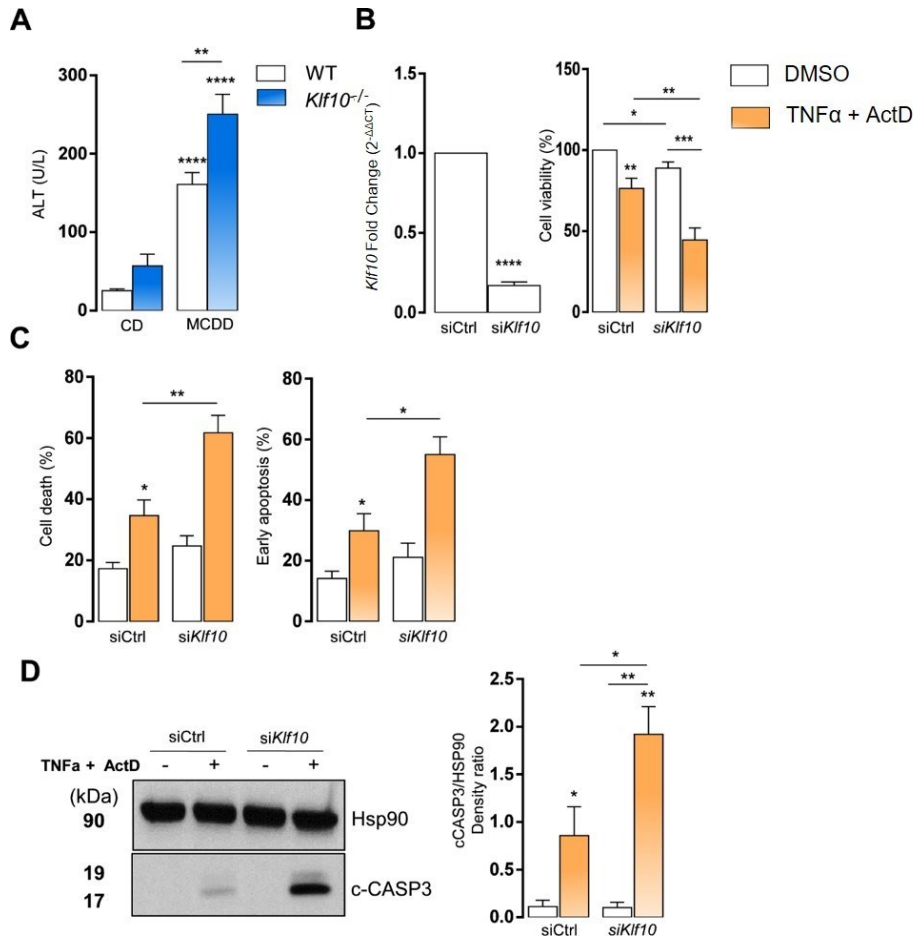 A
ALT (U/L)
300
200
100
0
CD
MCDD
****
**
****
WT
Klf10-/-
B
Klf10 Fold Change (2-ΔΔCT)
1.5
1.0
0.5
0.0
****
siCtrl
siKlf10
Cell viability (%)
150
100
50
0
**
*
**
***
siCtrl
siKlf10
DMSO
TNFα + ActD
C
Cell death (%)
80
60
40
20
0
**
*
siCtrl
siKlf10
Early apoptosis (%)
80
60
40
20
0
*
*
siCtrl
siKlf10
D
siCtrl
siKlf10
TNFa + ActD - + - +
(kDa)
90
Hsp90
19
17
c-CASP3
cCASP3/HSP90
Density ratio
2.5
2.0
1.5
1.0
0.5
0.0
*
**
**
*
siCtrl
siKlf10